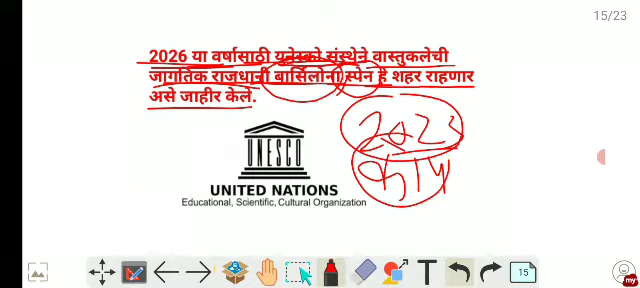 15/23
2026 या वर्षासाठी युनेस्को संस्थेने वास्तुकलेची
जागतिक राजधानी बार्सिलोनी स्पेन हे शहर राहणार
असे जाहीर केले.
2023
काय
UNESCO
UNITED NATIONS
Educational, Scientific, Cultural Organization
T
15
my